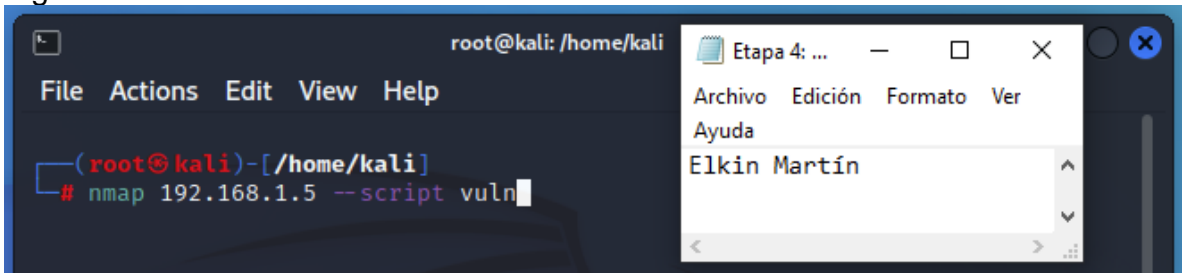 root@kali: /home/kali
File Actions Edit View Help
┌──(root㉿kali)-[/home/kali]
└─# nmap 192.168.1.5 --script vuln
Etapa 4: ...
Archivo Edición Formato Ver
Ayuda
Elkin Martín